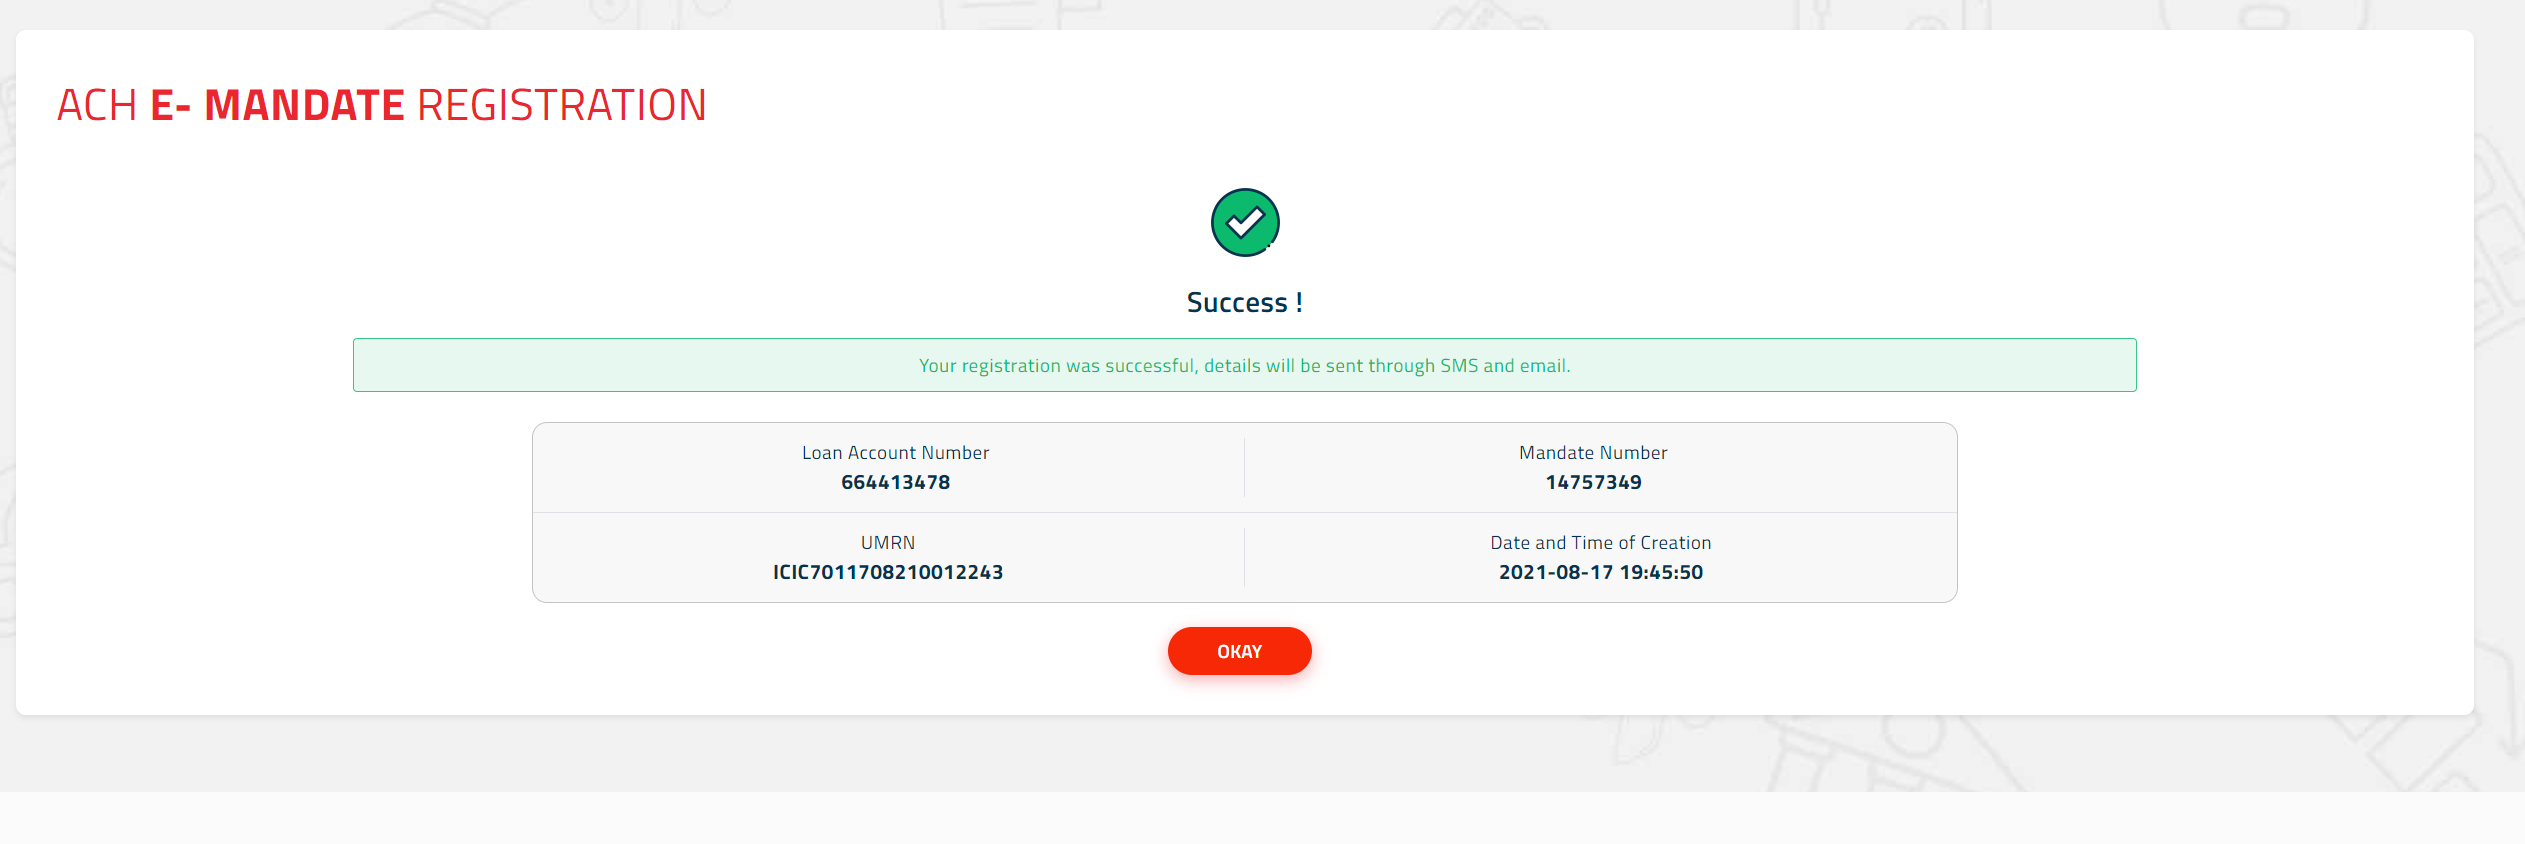 ACH E- MANDATE REGISTRATION
Success !
Your registration was successful, details will be sent through SMS and email.
Loan Account Number
664413478
Mandate Number
14757349
UMRN
ICIC7011708210012243
Date and Time of Creation
2021-08-17 19:45:50
OKAY